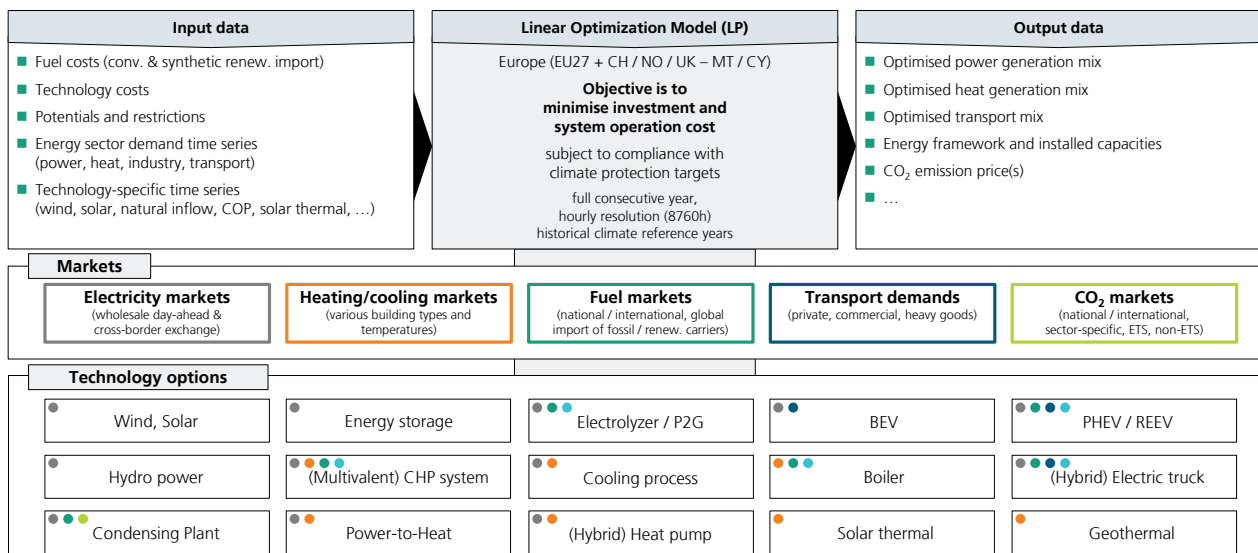 Input data
Fuel costs (conv. & synthetic renew. import)
Technology costs
Potentials and restrictions
Energy sector demand time series
(power, heat, industry, transport)
Technology-specific time series
(wind, solar, natural inflow, COP, solar thermal, …)
Linear Optimization Model (LP)
Europe (EU27 + CH / NO / UK – MT / CY)
Objective is to
minimise investment and
system operation cost
subject to compliance with
climate protection targets
full consecutive year,
hourly resolution (8760h)
historical climate reference years
Output data
Optimised power generation mix
Optimised heat generation mix
Optimised transport mix
Energy framework and installed capacities
CO₂ emission price(s)
…
Markets
Electricity markets
(wholesale day-ahead &
cross-border exchange)
Heating/cooling markets
(various building types and
temperatures)
Fuel markets
(national / international, global
import of fossil / renew. carriers)
Transport demands
(private, commercial, heavy goods)
CO₂ markets
(national / international,
sector-specific, ETS, non-ETS)
Technology options
Wind, Solar
Energy storage
Electrolyzer / P2G
BEV
PHEV / REEV
Hydro power
(Multivalent) CHP system
Cooling process
Boiler
(Hybrid) Electric truck
Condensing Plant
Power-to-Heat
(Hybrid) Heat pump
Solar thermal
Geothermal